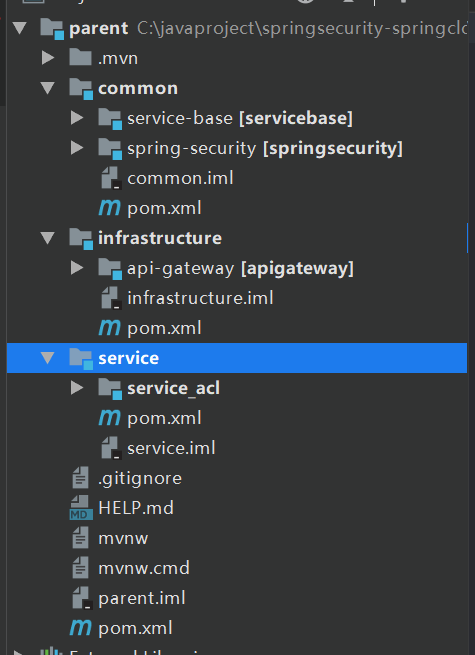 parent C:\javaproject\springsecurity-springcl
.mvn
common
service-base [servicebase]
spring-security [springsecurity]
common.iml
pom.xml
infrastructure
api-gateway [apigateway]
infrastructure.iml
pom.xml
service
service_acl
pom.xml
service.iml
.gitignore
MD HELP.md
mvnw
mvnw.cmd
parent.iml
pom.xml